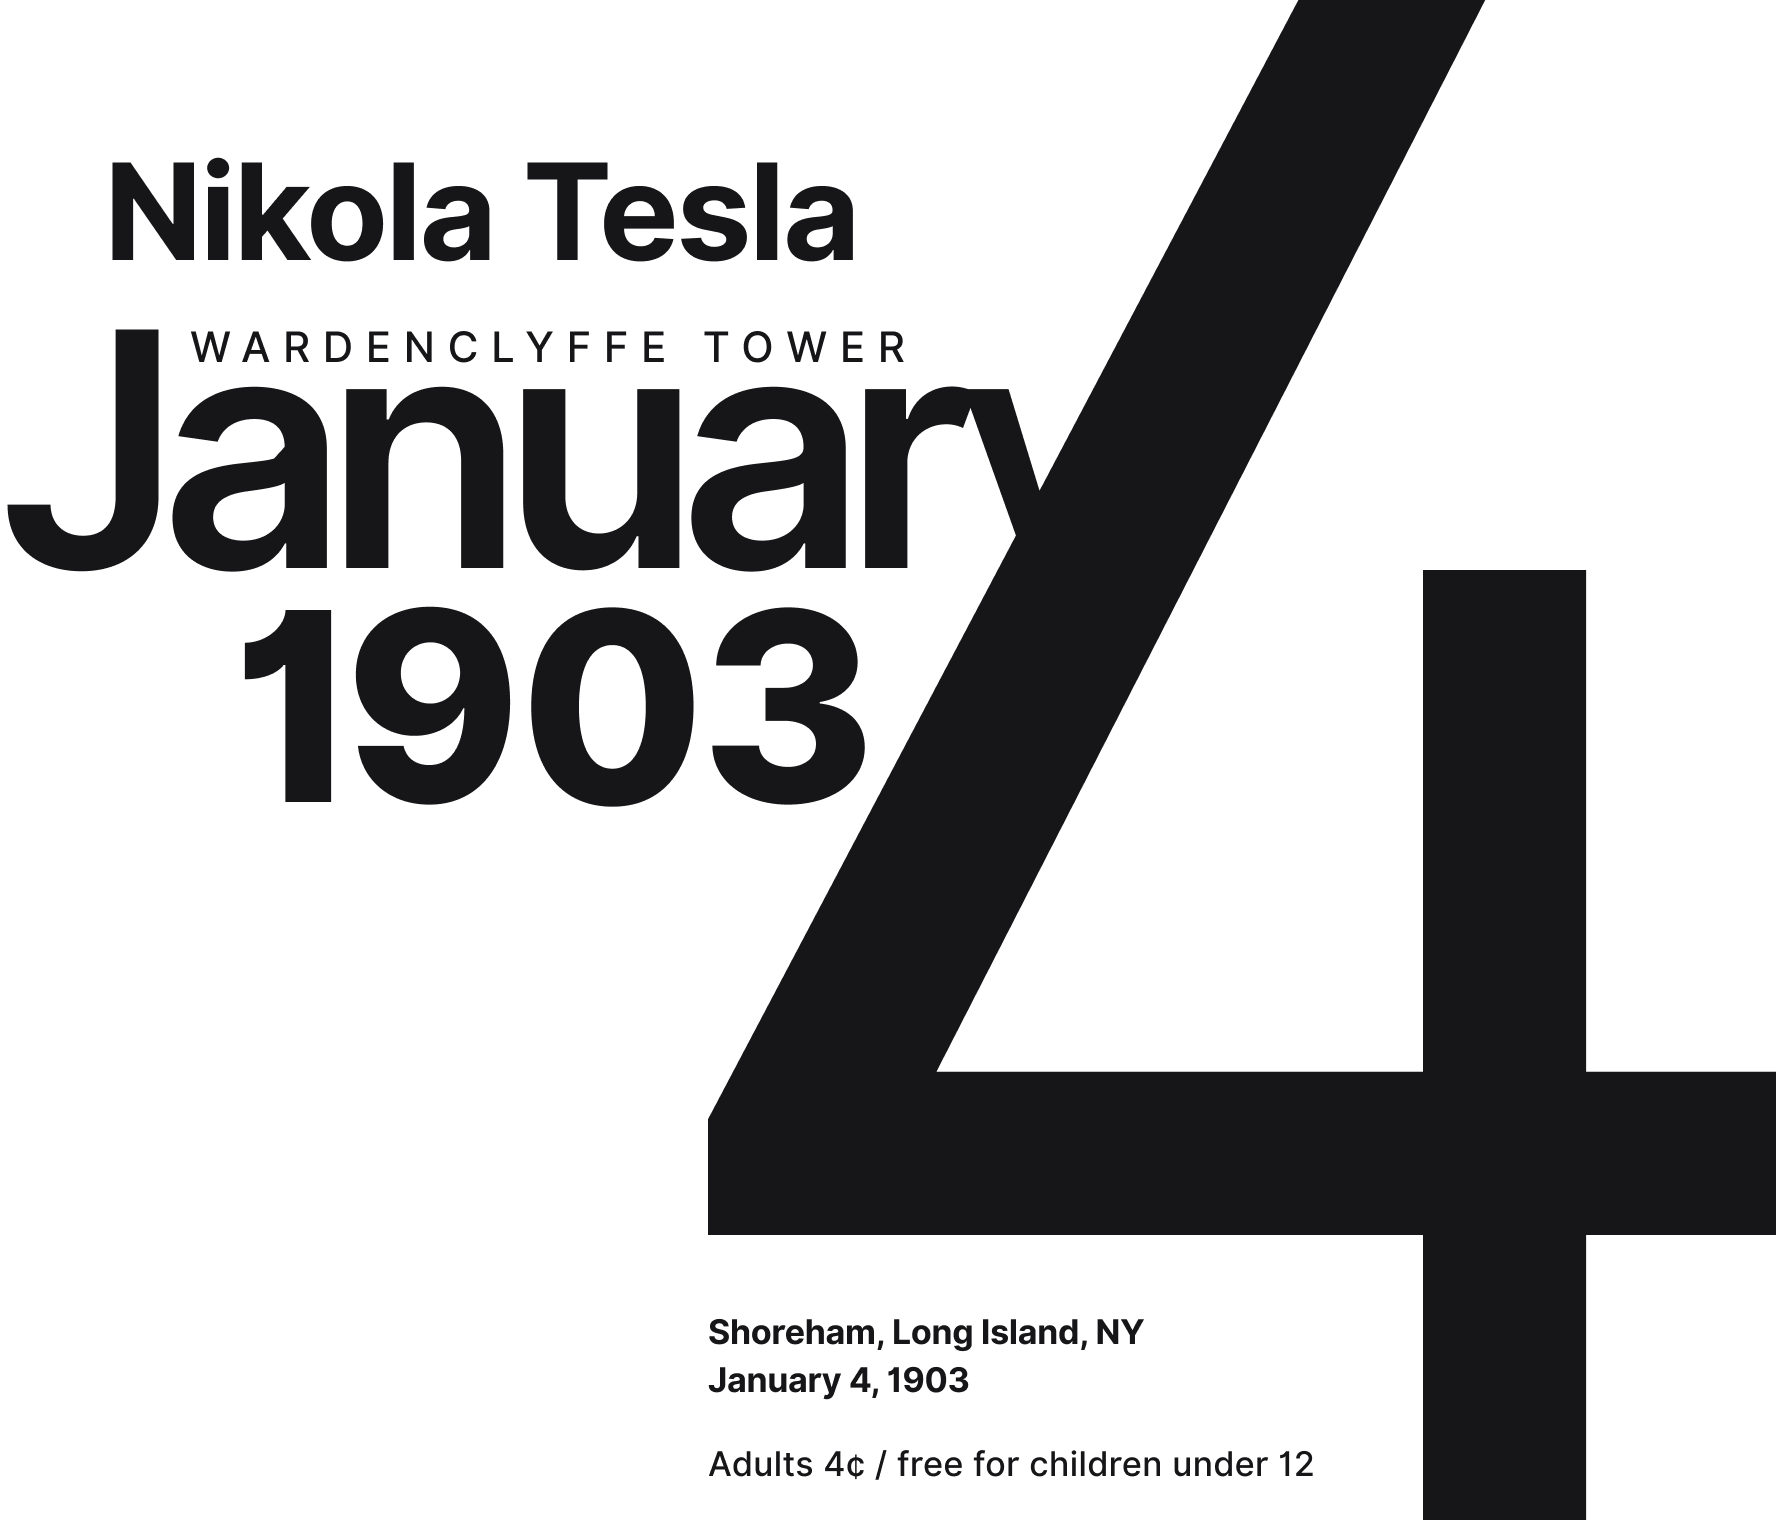 Nikola Tesla
WARDENCLYFFE TOWER
January
4
1903
Shoreham, Long Island, NY
January 4, 1903
Adults 4¢ / free for children under 12